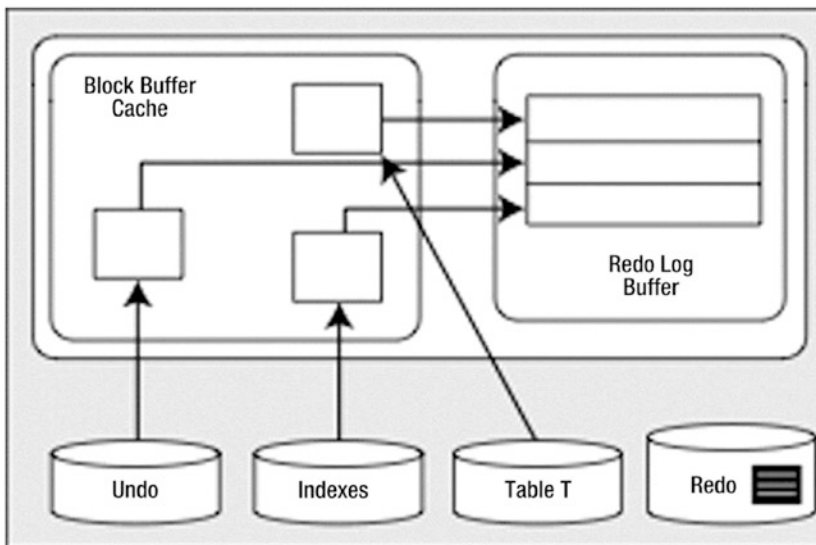 Block Buffer
Cache
Redo Log
Buffer
Undo
Indexes
Table T
Redo